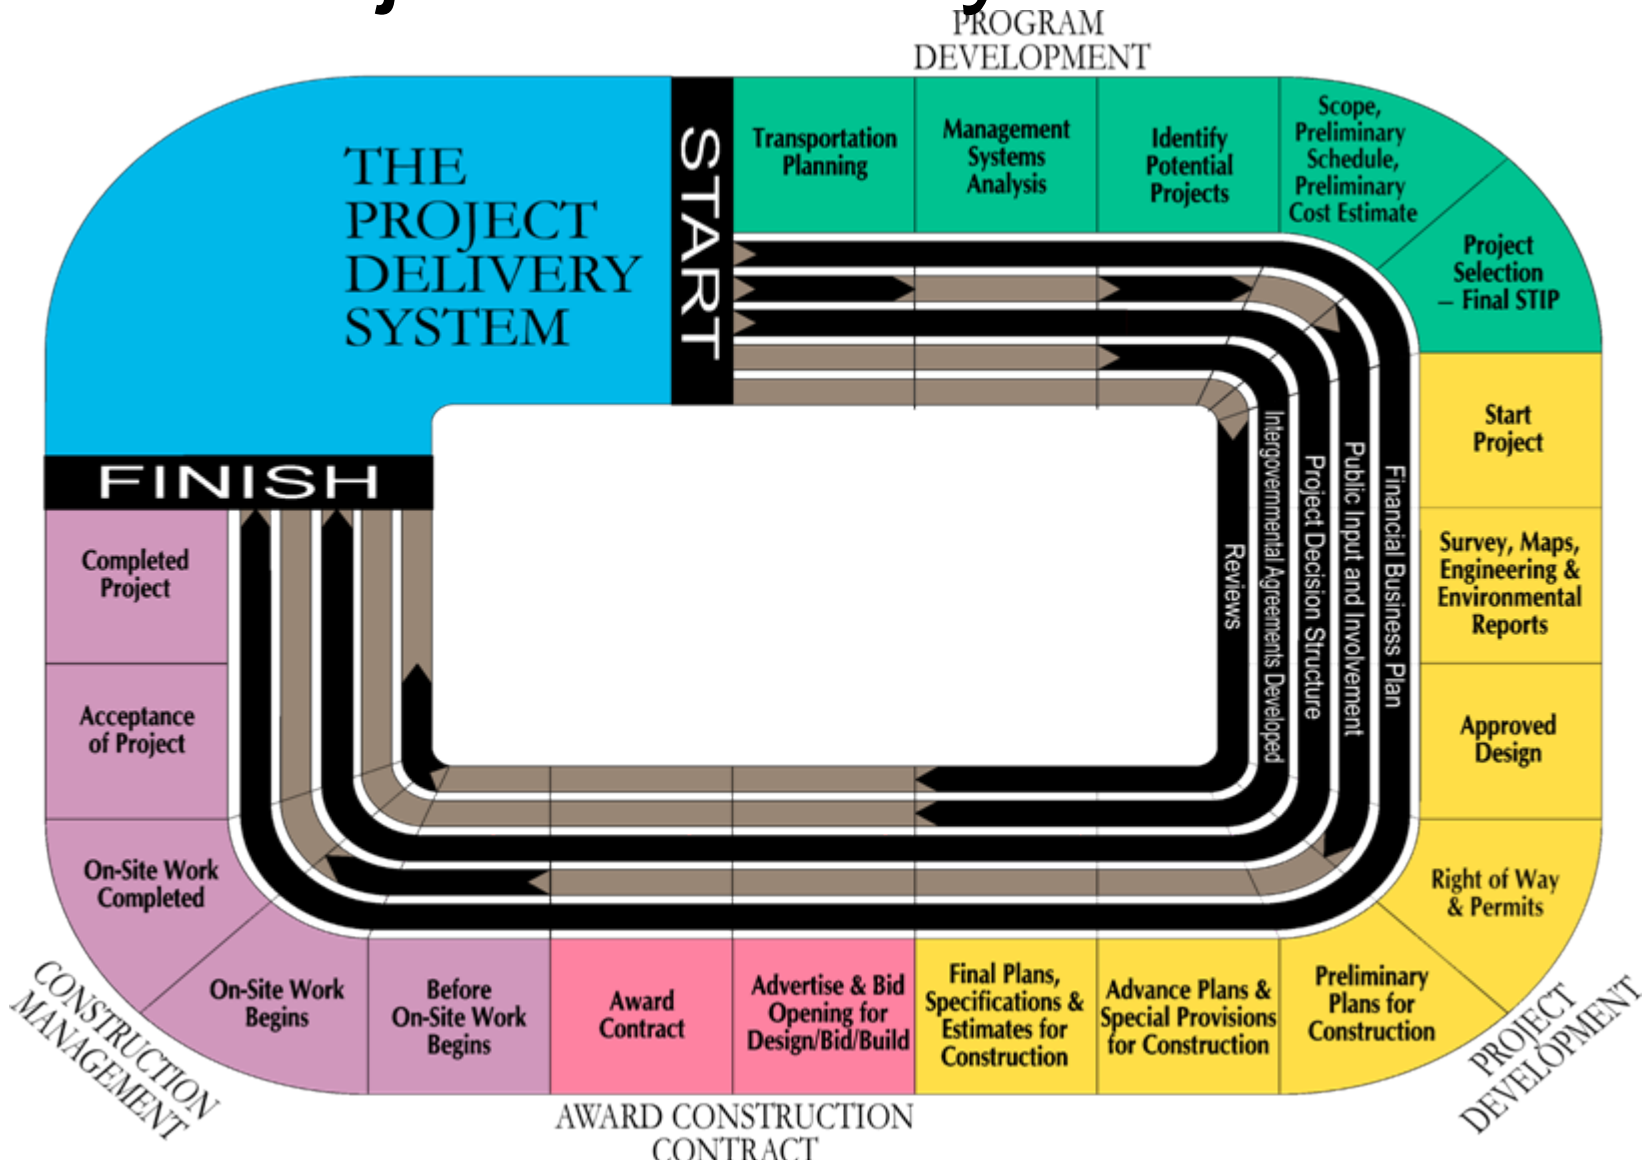 PROGRAM
DEVELOPMENT
THE
PROJECT
DELIVERY
SYSTEM
START
Transportation
Planning
Management
Systems
Analysis
Identify
Potential
Projects
Scope,
Preliminary
Schedule,
Preliminary
Cost Estimate
Project
Selection
– Final STIP
Start
Project
Survey, Maps,
Engineering &
Environmental
Reports
Approved
Design
Right of Way
& Permits
Preliminary
Plans for
Construction
Advance Plans &
Special Provisions
for Construction
Final Plans,
Specifications &
Estimates for
Construction
PROJECT
DEVELOPMENT
Advertise & Bid
Opening for
Design/Bid/Build
Award
Contract
AWARD CONSTRUCTION
CONTRACT
Before
On-Site Work
Begins
On-Site Work
Begins
On-Site Work
Completed
Acceptance
of Project
Completed
Project
CONSTRUCTION
MANAGEMENT
FINISH
Reviews
Intergovernmental Agreements Developed
Project Decision Structure
Public Input and Involvement
Financial Business Plan